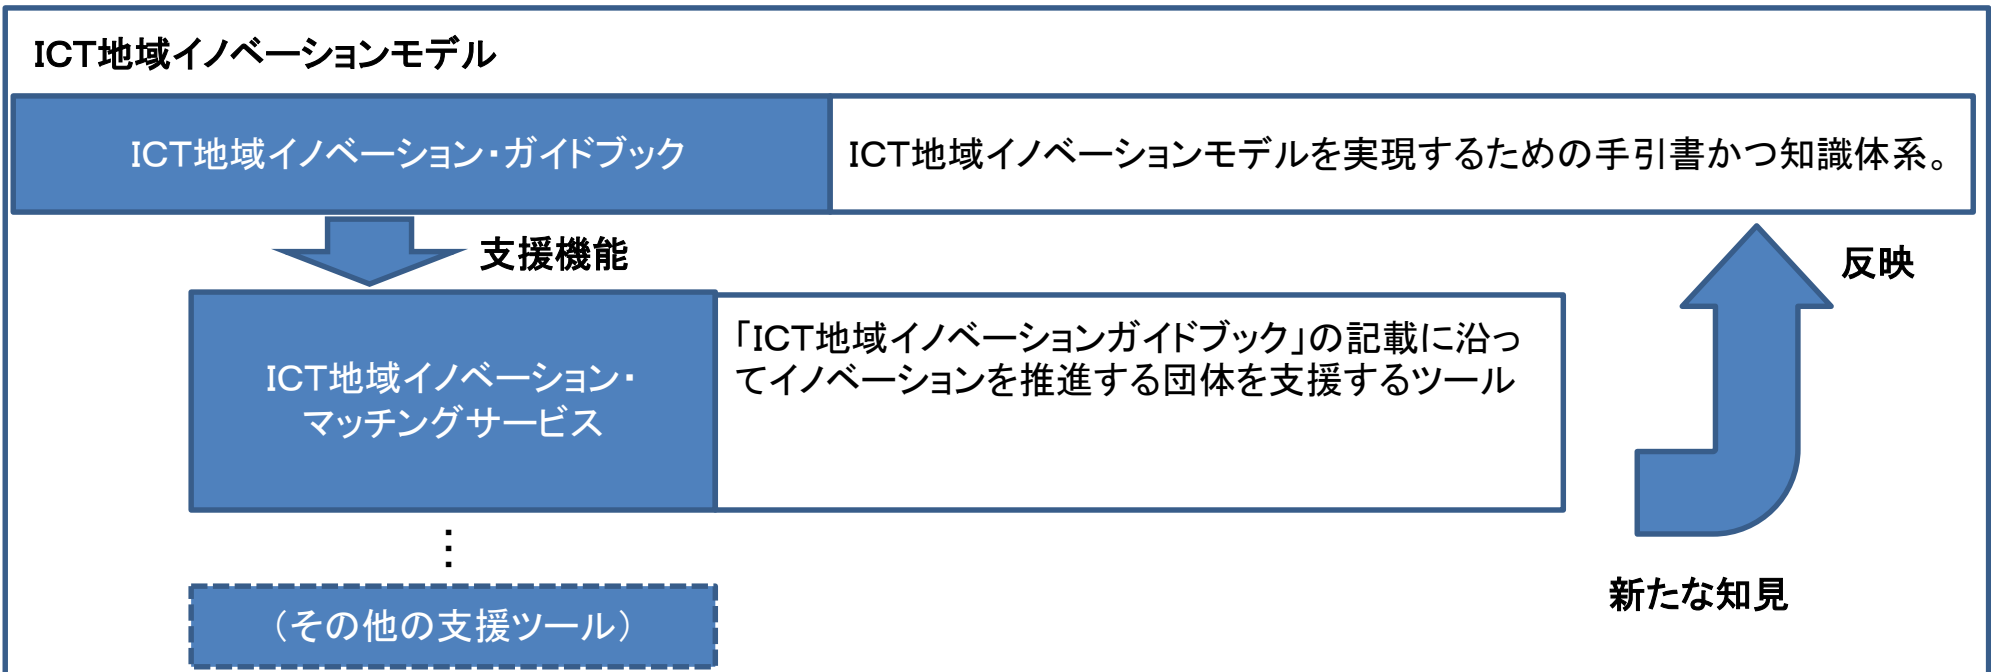 ICT地域イノベーションモデル
ICT地域イノベーション・ガイドブック
ICT地域イノベーションモデルを実現するための手引書かつ知識体系。
支援機能
反映
ICT地域イノベーション・
マッチングサービス
「ICT地域イノベーションガイドブック」の記載に沿っ
てイノベーションを推進する団体を支援するツール
⋮
新たな知見
（その他の支援ツール）